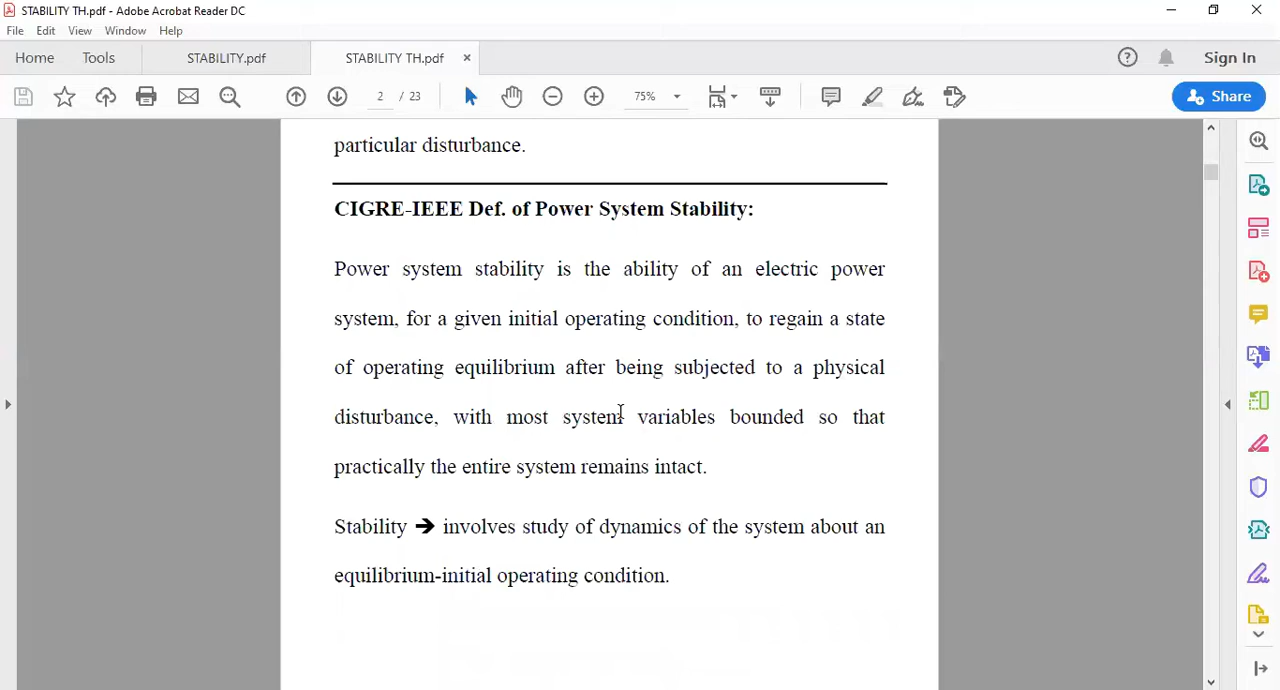 STABILITY TH.pdf - Adobe Acrobat Reader DC
File Edit View Window Help
Home Tools STABILITY.pdf STABILITY TH.pdf × Sign In
2 / 23 75% Share
particular disturbance.
CIGRE-IEEE Def. of Power System Stability:
Power system stability is the ability of an electric power
system, for a given initial operating condition, to regain a state
of operating equilibrium after being subjected to a physical
disturbance, with most system variables bounded so that
practically the entire system remains intact.
Stability ➔ involves study of dynamics of the system about an
equilibrium-initial operating condition.